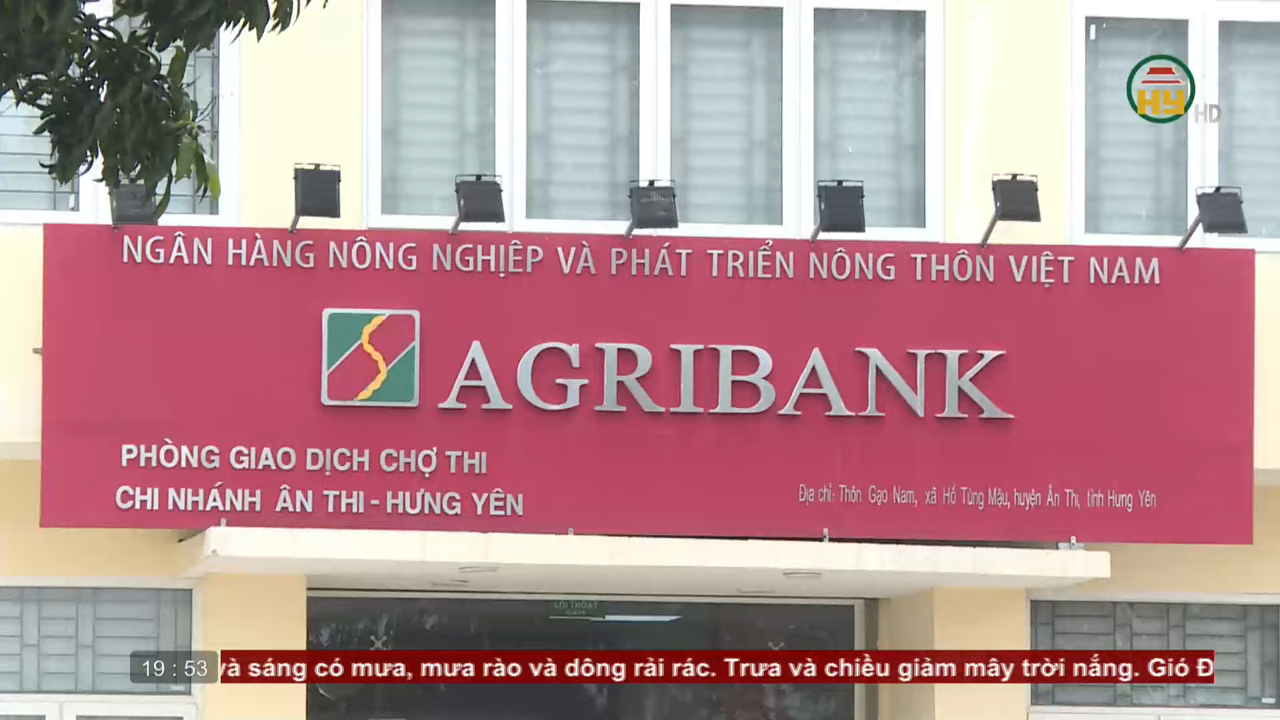 HY HD
NGÂN HÀNG NÔNG NGHIỆP VÀ PHÁT TRIỂN NÔNG THÔN VIỆT NAM
AGRIBANK
PHÒNG GIAO DỊCH CHỢ THI
CHI NHÁNH ÂN THI - HƯNG YÊN
Địa chỉ: Thôn Gạo Nam, xã Hồ Tùng Mậu, huyện Ân Thi, tỉnh Hưng Yên
LỐI THOÁT
19 : 53 và sáng có mưa, mưa rào và dông rải rác. Trưa và chiều giảm mây trời nắng. Gió Đ